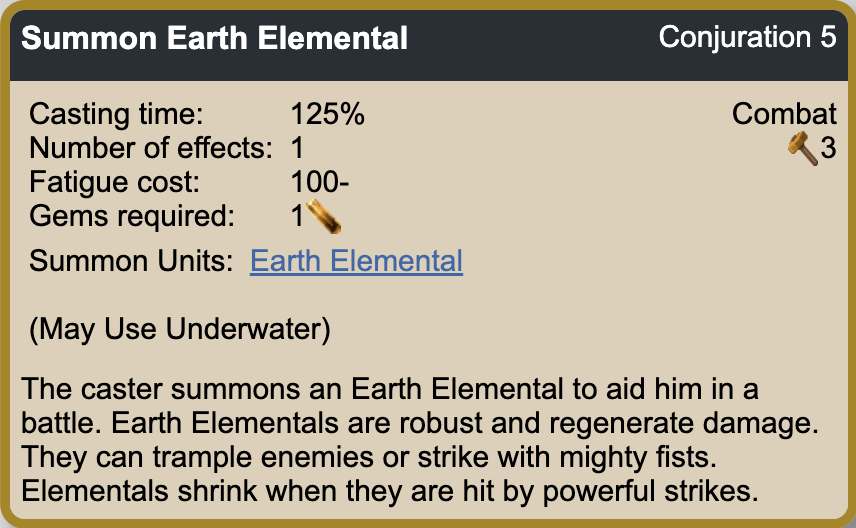 Summon Earth Elemental Conjuration 5
Casting time: 125% Combat
Number of effects: 1 3
Fatigue cost: 100-
Gems required: 1
Summon Units: Earth Elemental
(May Use Underwater)
The caster summons an Earth Elemental to aid him in a
battle. Earth Elementals are robust and regenerate damage.
They can trample enemies or strike with mighty fists.
Elementals shrink when they are hit by powerful strikes.